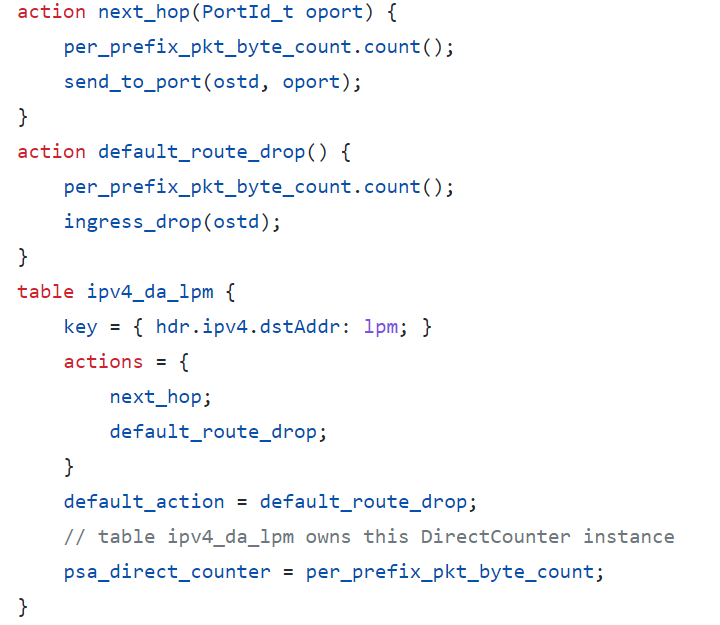 action next_hop(PortId_t oport) {
    per_prefix_pkt_byte_count.count();
    send_to_port(ostd, oport);
}
action default_route_drop() {
    per_prefix_pkt_byte_count.count();
    ingress_drop(ostd);
}
table ipv4_da_lpm {
    key = { hdr.ipv4.dstAddr: lpm; }
    actions = {
        next_hop;
        default_route_drop;
    }
    default_action = default_route_drop;
    // table ipv4_da_lpm owns this DirectCounter instance
    psa_direct_counter = per_prefix_pkt_byte_count;
}